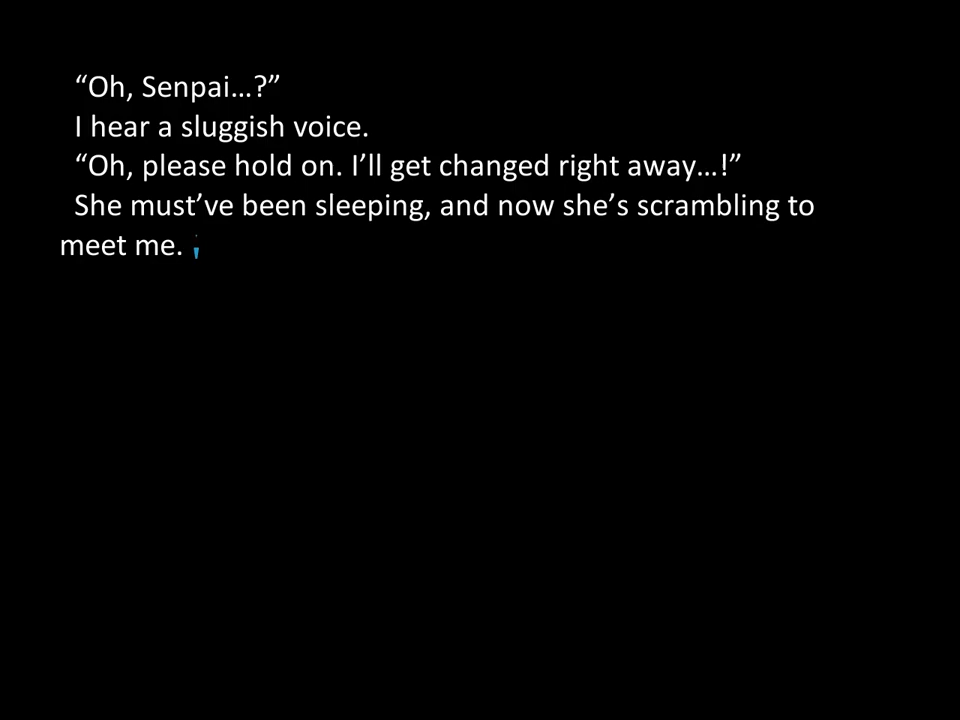 “Oh, Senpai…?”
I hear a sluggish voice.
“Oh, please hold on. I’ll get changed right away…!”
She must’ve been sleeping, and now she’s scrambling to
meet me.